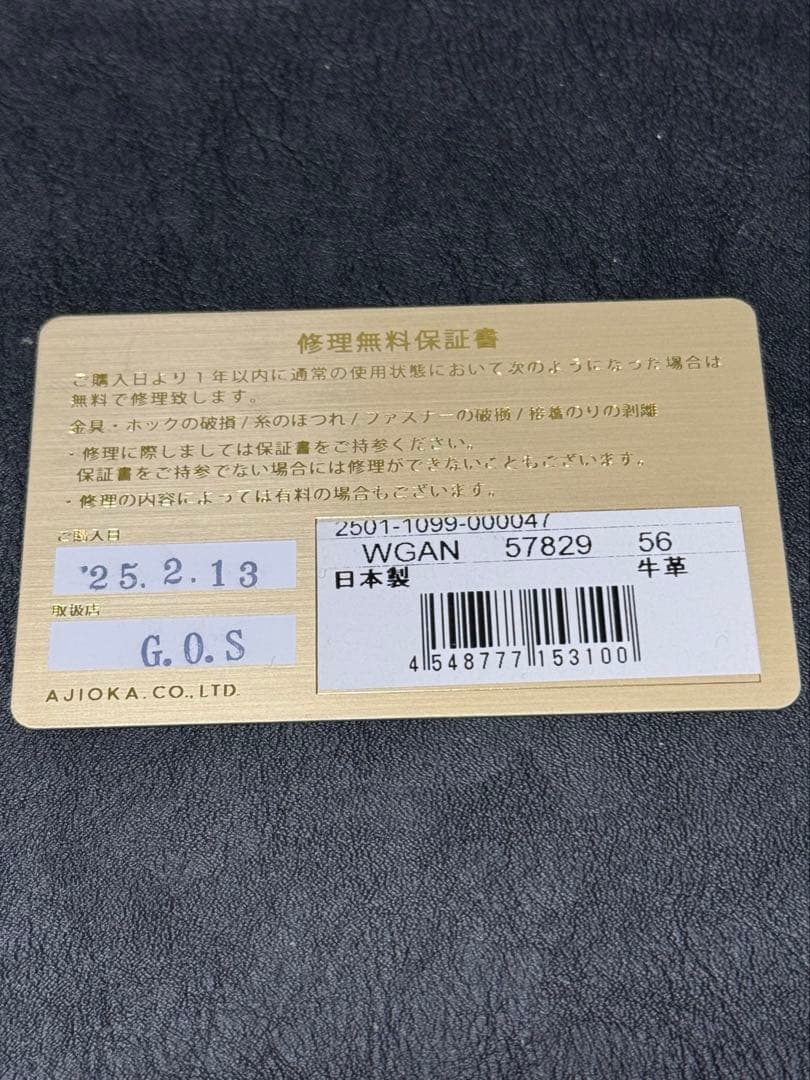 修理無料保証書
ご購入日より1年以内に通常の使用状態において次のようになった場合は
無料で修理致します。
金具・ホックの破損/糸のほつれ/ファスナーの破損/接着のりの剥離
・修理に際しましては保証書をご持参ください。
保証書をご持参でない場合には修理ができないこともございます。
・修理の内容によっては有料の場合もございます。
ご購入日
'25.2.13
取扱店
G.O.S
AJIOKA.CO.,LTD.
2501-1099-000047
WGAN 57829 56
日本製 牛革
4 548777 153100